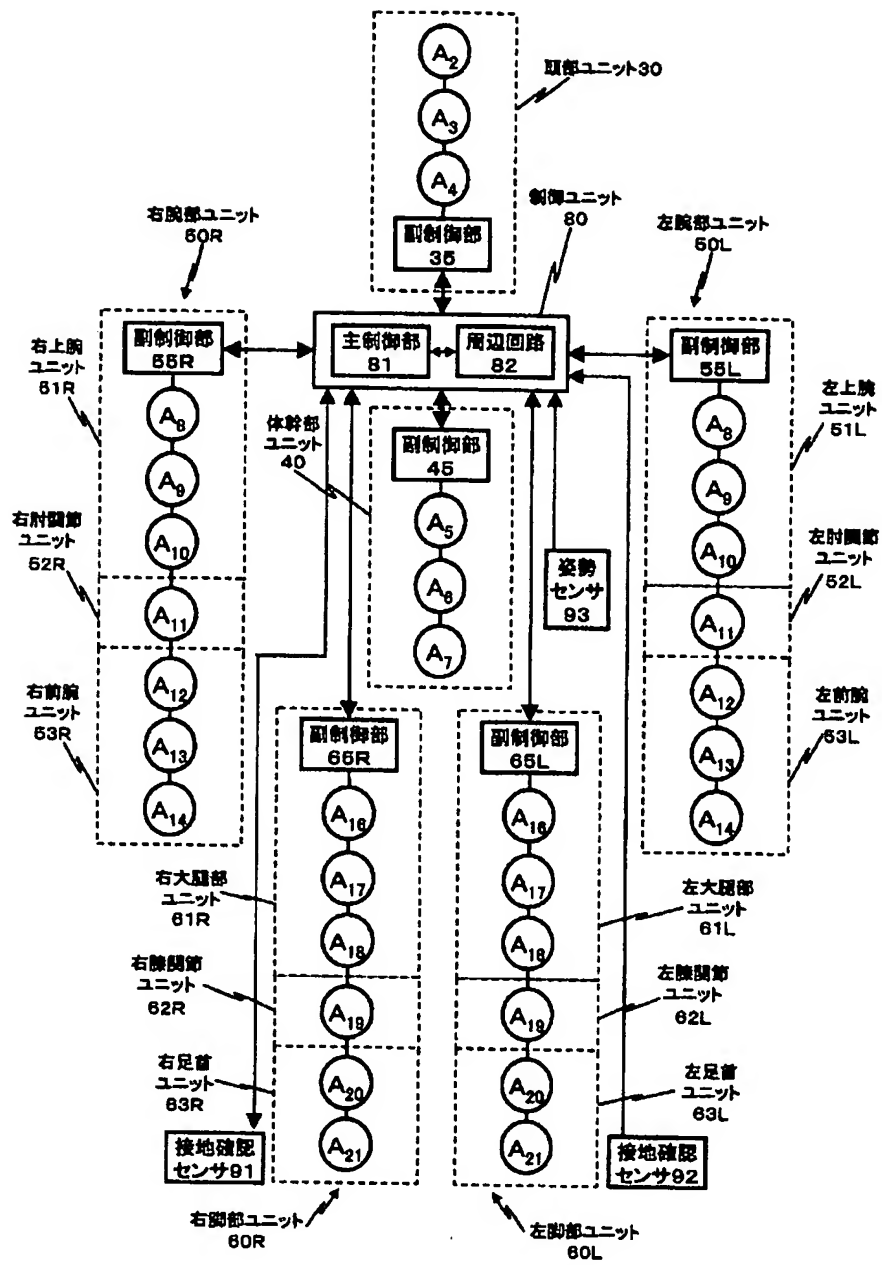 A2
A3
A4
副制御部
35
頭部ユニット30
制御ユニット
80
右腕部ユニット
50R
左腕部ユニット
50L
主制御部
81
周辺回路
82
副制御部
55R
A8
A9
A10
A11
A12
A13
A14
右上腕
ユニット
51R
右肘関節
ユニット
52R
右前腕
ユニット
53R
体幹部
ユニット
40
副制御部
45
A5
A6
A7
姿勢
センサ
93
副制御部
55L
A8
A9
A10
A11
A12
A13
A14
左上腕
ユニット
51L
左肘関節
ユニット
52L
左前腕
ユニット
53L
副制御部
65R
A16
A17
A18
A19
A20
A21
右大腿部
ユニット
61R
右膝関節
ユニット
62R
右足首
ユニット
63R
接地確認
センサ91
右脚部ユニット
60R
副制御部
65L
A16
A17
A18
A19
A20
A21
左大腿部
ユニット
61L
左膝関節
ユニット
62L
左足首
ユニット
63L
接地確認
センサ92
左脚部ユニット
60L